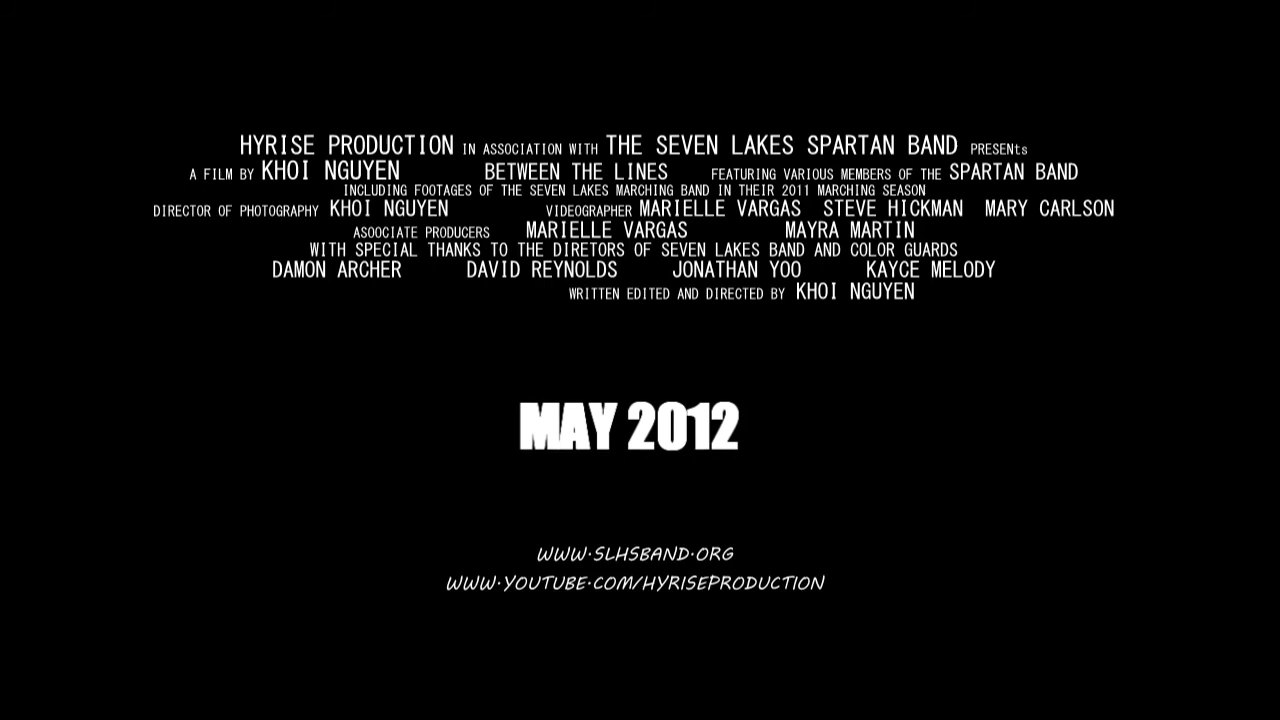 HYRISE PRODUCTION IN ASSOCIATION WITH THE SEVEN LAKES SPARTAN BAND PRESENts
A FILM BY KHOI NGUYEN BETWEEN THE LINES FEATURING VARIOUS MEMBERS OF THE SPARTAN BAND
INCLUDING FOOTAGES OF THE SEVEN LAKES MARCHING BAND IN THEIR 2011 MARCHING SEASON
DIRECTOR OF PHOTOGRAPHY KHOI NGUYEN VIDEOGRAPHER MARIELLE VARGAS STEVE HICKMAN MARY CARLSON
ASOOCIATE PRODUCERS MARIELLE VARGAS MAYRA MARTIN
WITH SPECIAL THANKS TO THE DIRETORS OF SEVEN LAKES BAND AND COLOR GUARDS
DAMON ARCHER DAVID REYNOLDS JONATHAN YOO KAYCE MELODY
WRITTEN EDITED AND DIRECTED BY KHOI NGUYEN
MAY 2012
WWW.SLHSBAND.ORG
WWW.YOUTUBE.COM/HYRISEPRODUCTION